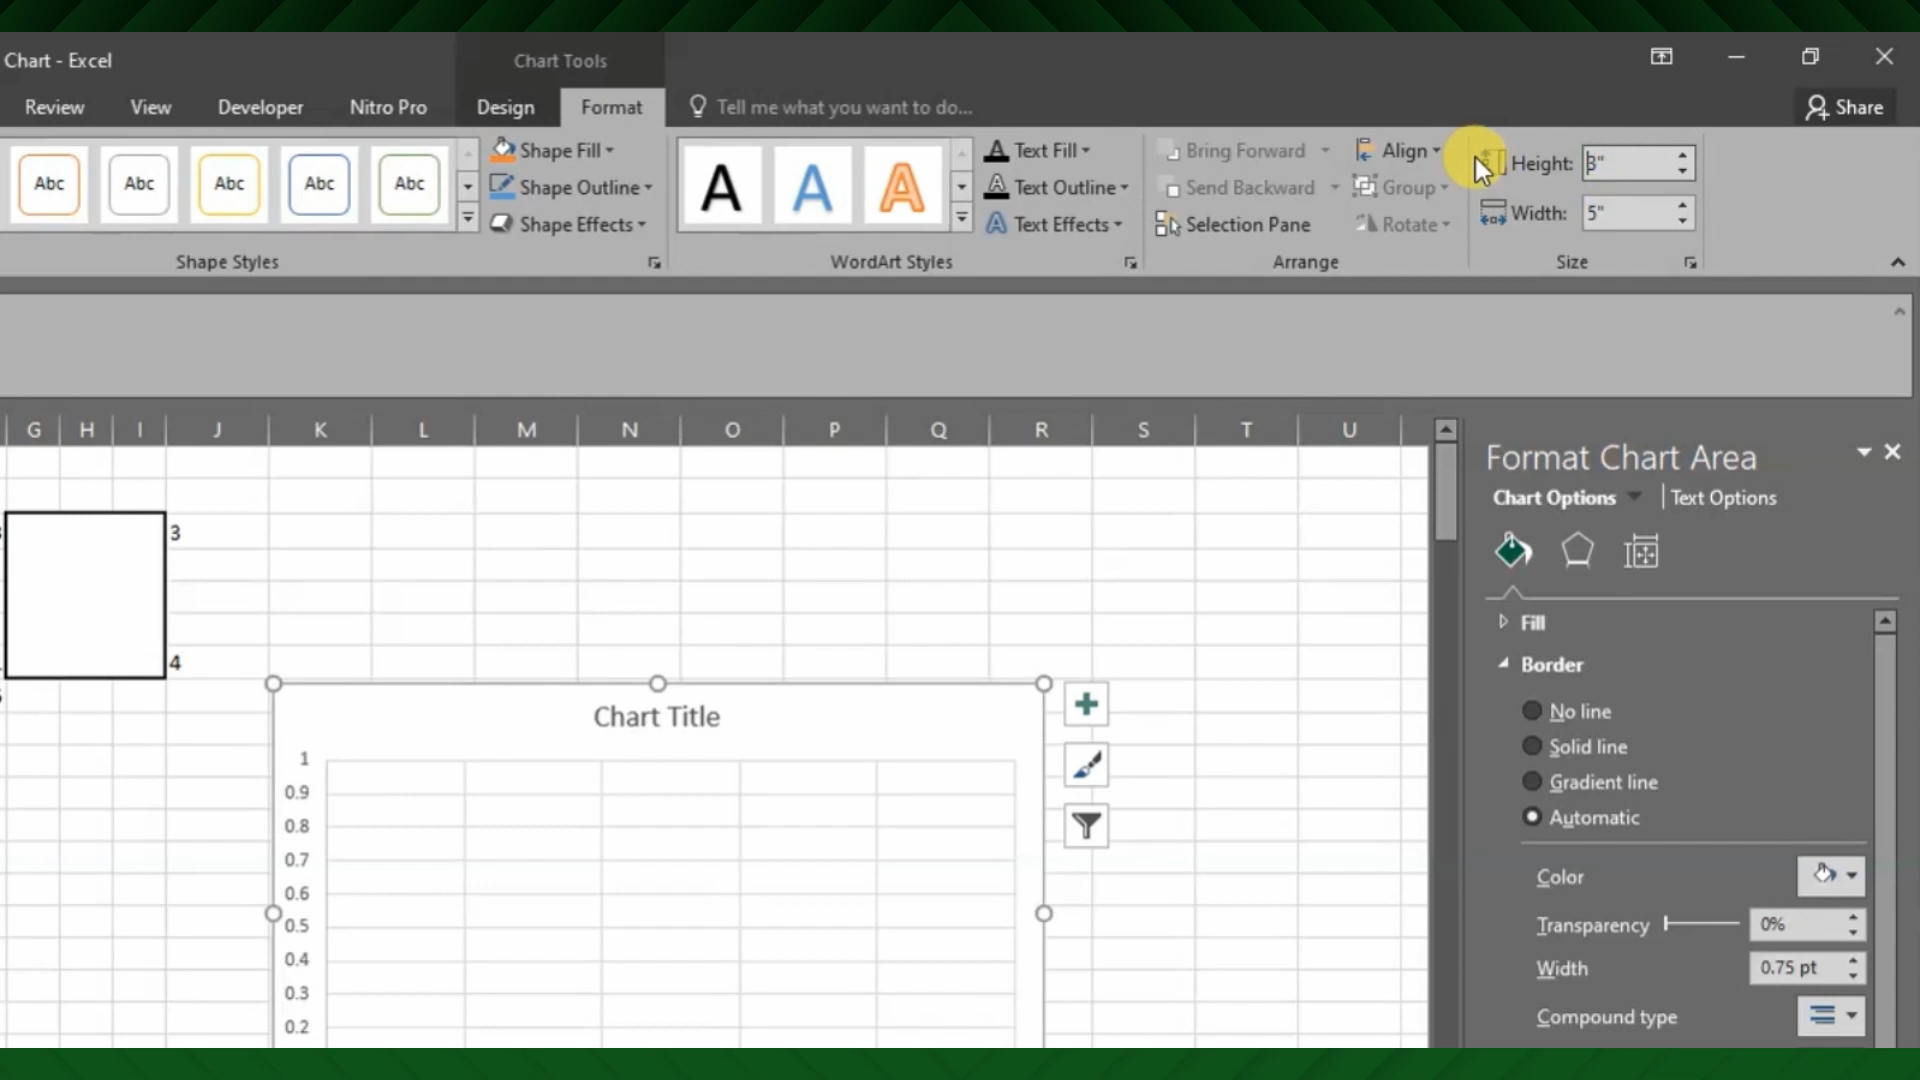 Chart - Excel
Chart Tools
Review View Developer Nitro Pro Design Format Tell me what you want to do... Share
Abc Abc Abc Abc Abc
Shape Fill
Shape Outline
Shape Effects
Shape Styles
A A A
Text Fill
Text Outline
Text Effects
WordArt Styles
Bring Forward
Send Backward
Selection Pane
Align
Group
Rotate
Arrange
Height: 3"
Width: 5"
Size
G H I J K L M N O P Q R S T U
3
4
Chart Title
1
0.9
0.8
0.7
0.6
0.5
0.4
0.3
0.2
Format Chart Area
Chart Options Text Options
Fill
Border
No line
Solid line
Gradient line
Automatic
Color
Transparency 0%
Width 0.75 pt
Compound type